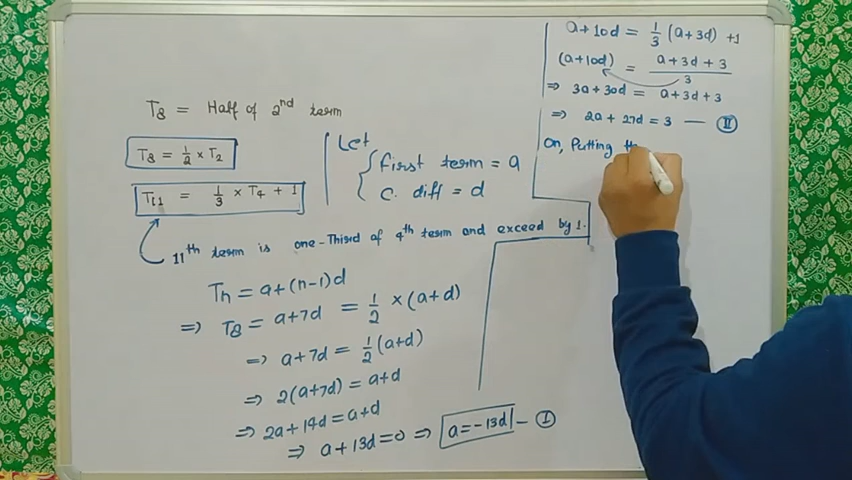 T8 = Half of 2nd term
T8 = 1/2 × T2
T11 = 1/3 × T4 + 1
Let
first term = a
c. diff = d
11th term is one-Third of 4th term and exceed by 1.
Tn = a+(n-1)d
⇒ T8 = a+7d = 1/2 × (a+d)
⇒ a+7d = 1/2 (a+d)
⇒ 2(a+7d) = a+d
⇒ 2a+14d = a+d
⇒ a+13d=0 ⇒ a=-13d - I
a+10d = 1/3 (a+3d) +1
(a+10d) = a+3d+3 / 3
⇒ 3a+30d = a+3d+3
⇒ 2a + 27d = 3 — II
On, Putting